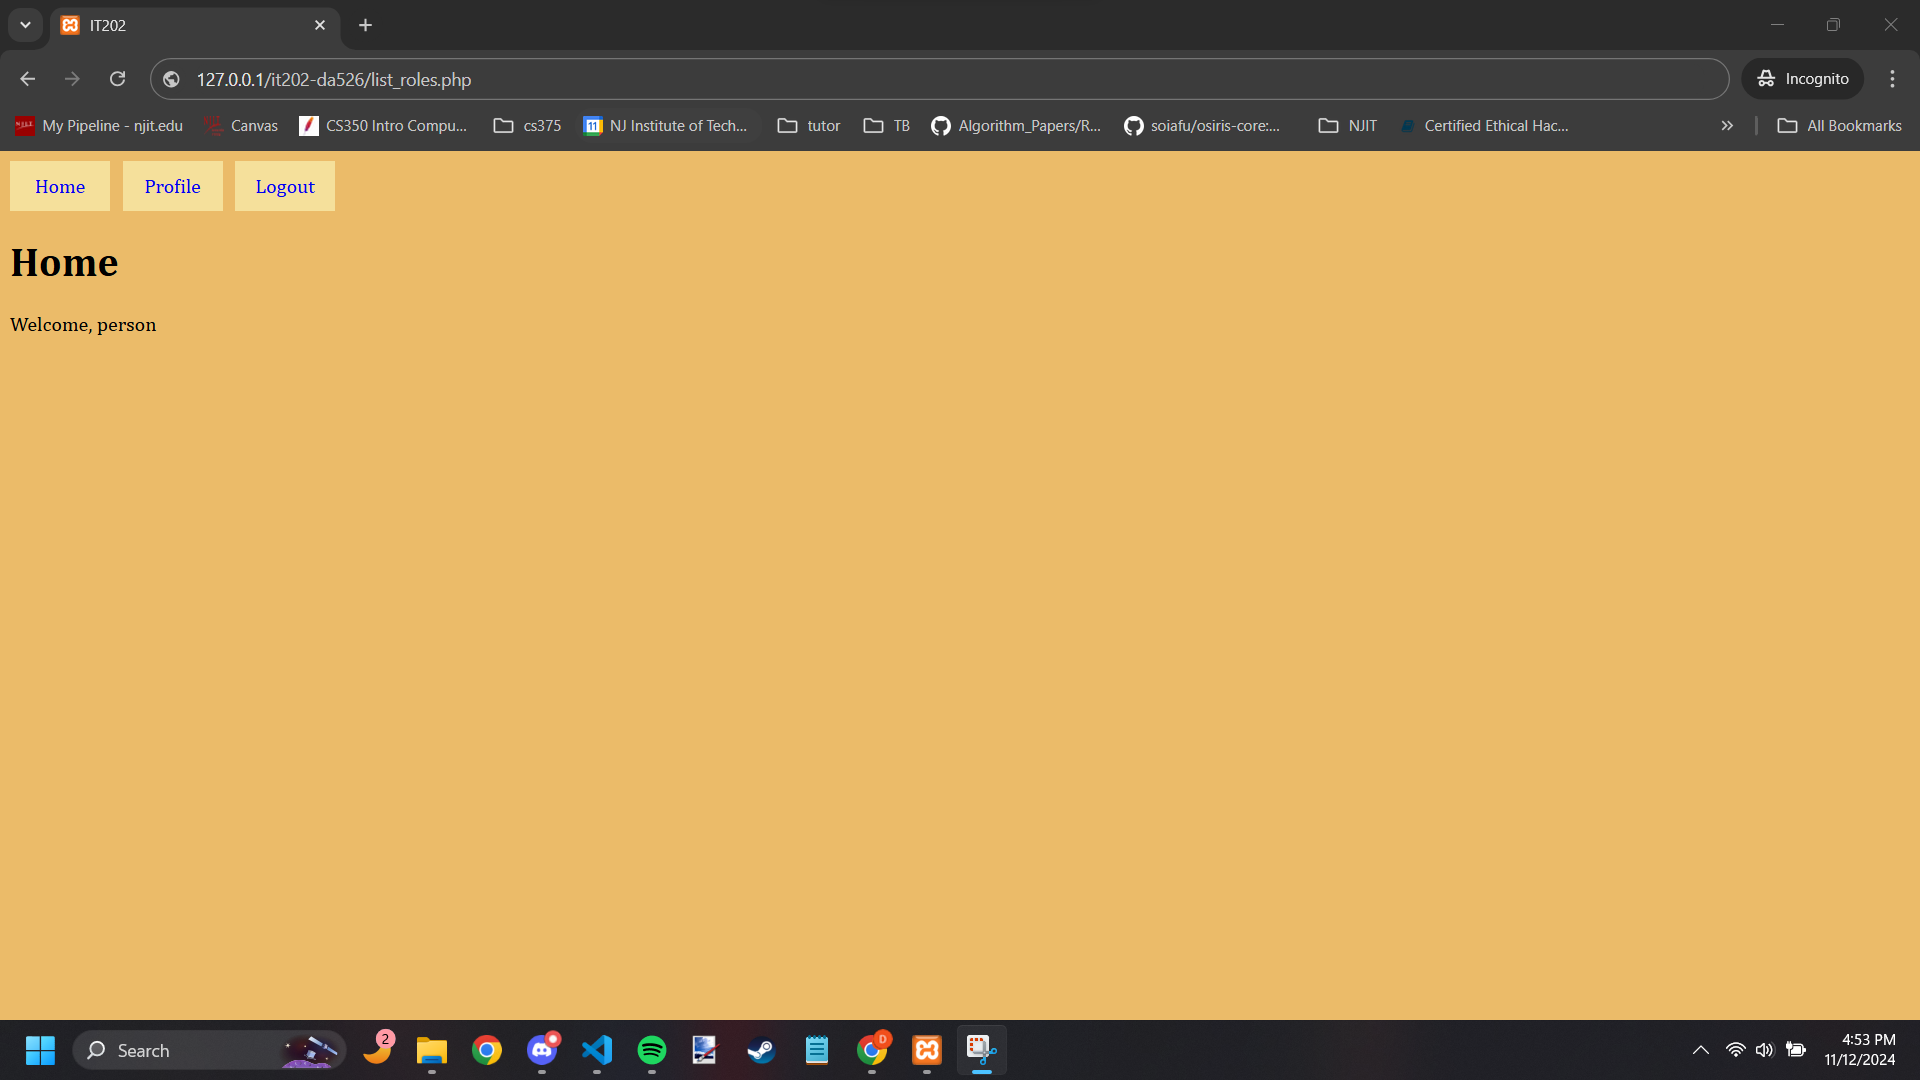 IT202
127.0.0.1/it202-da526/list_roles.php
Incognito
My Pipeline - njit.edu
Canvas
CS350 Intro Compu...
cs375
11
NJ Institute of Tech...
tutor
TB
Algorithm_Papers/R...
soiafu/osiris-core:...
NJIT
Certified Ethical Hac...
All Bookmarks
Home
Profile
Logout
Home
Welcome, person
Search
2
D
4:53 PM
11/12/2024